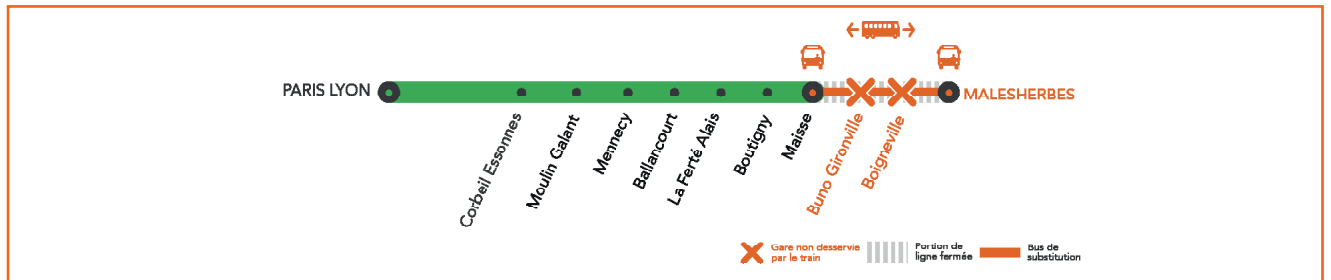 PARIS LYON
Corbeil Essonnes
Moulin Galant
Mennecy
Ballancourt
La Ferté Alais
Boutigny
Maisse
Buno Gironville
Boigneville
MALESHERBES
Gare non desservie
par le train
Portion de
ligne fermée
Bus de
substitution